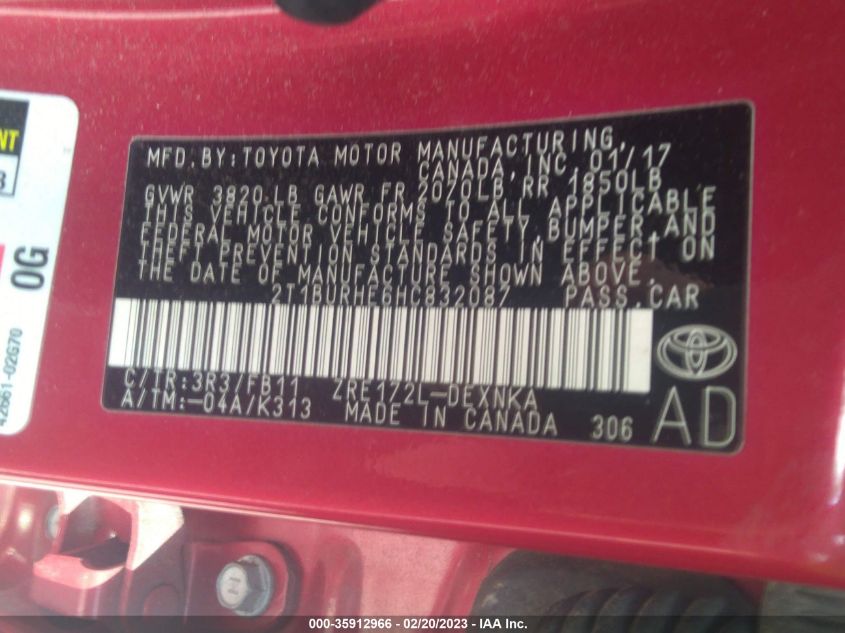 NT
3
0G
42661-02G70
MFD.BY:TOYOTA MOTOR MANUFACTURING,
CANADA,INC. 01/17
GVWR 3820 LB GAWR FR 2070LB RR 1850LB
THIS VEHICLE CONFORMS TO ALL APPLICABLE
FEDERAL MOTOR VEHICLE SAFETY,BUMPER,AND
THEFT PREVENTION STANDARDS IN EFFECT ON
THE DATE OF MANUFACTURE SHOWN ABOVE.
2T1BURHE6HC832087 PASS.CAR
C/TR:3R3/FB11 ZRE172L-DEXNKA
A/TM:-04A/K313 MADE IN CANADA 306 AD
000-35912966 - 02/20/2023 - IAA Inc.